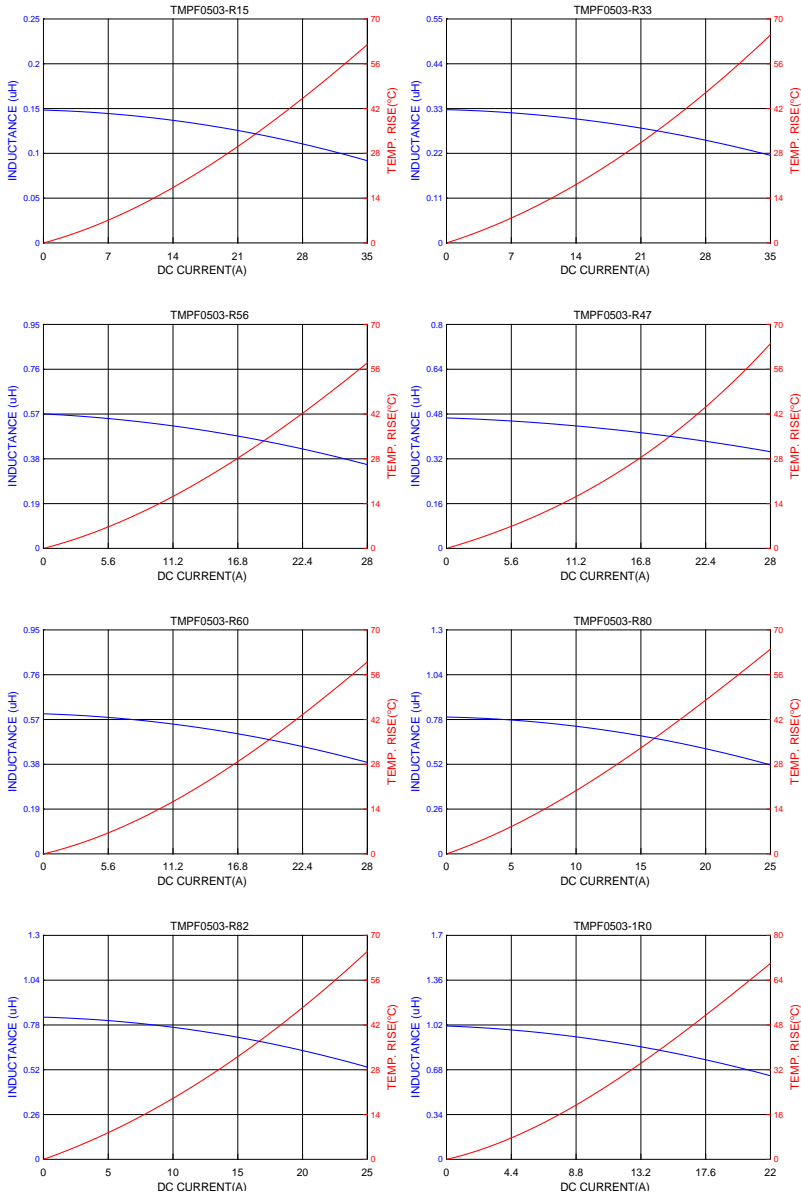 TMPF0503-R15
0.25
0.2
0.15
0.1
0.05
0
INDUCTANCE (uH)
70
56
42
28
14
0
TEMP. RISE(°C)
0 7 14 21 28 35
DC CURRENT(A)
TMPF0503-R33
0.55
0.44
0.33
0.22
0.11
0
INDUCTANCE (uH)
70
56
42
28
14
0
TEMP. RISE(°C)
0 7 14 21 28 35
DC CURRENT(A)
TMPF0503-R56
0.95
0.76
0.57
0.38
0.19
0
INDUCTANCE (uH)
70
56
42
28
14
0
TEMP. RISE(°C)
0 5.6 11.2 16.8 22.4 28
DC CURRENT(A)
TMPF0503-R47
0.8
0.64
0.48
0.32
0.16
0
INDUCTANCE (uH)
70
56
42
28
14
0
TEMP. RISE(°C)
0 5.6 11.2 16.8 22.4 28
DC CURRENT(A)
TMPF0503-R60
0.95
0.76
0.57
0.38
0.19
0
INDUCTANCE (uH)
70
56
42
28
14
0
TEMP. RISE(°C)
0 5.6 11.2 16.8 22.4 28
DC CURRENT(A)
TMPF0503-R80
1.3
1.04
0.78
0.52
0.26
0
INDUCTANCE (uH)
70
56
42
28
14
0
TEMP. RISE(°C)
0 5 10 15 20 25
DC CURRENT(A)
TMPF0503-R82
1.3
1.04
0.78
0.52
0.26
0
INDUCTANCE (uH)
70
56
42
28
14
0
TEMP. RISE(°C)
0 5 10 15 20 25
DC CURRENT(A)
TMPF0503-1R0
1.7
1.36
1.02
0.68
0.34
0
INDUCTANCE (uH)
80
64
48
32
16
0
TEMP. RISE(°C)
0 4.4 8.8 13.2 17.6 22
DC CURRENT(A)